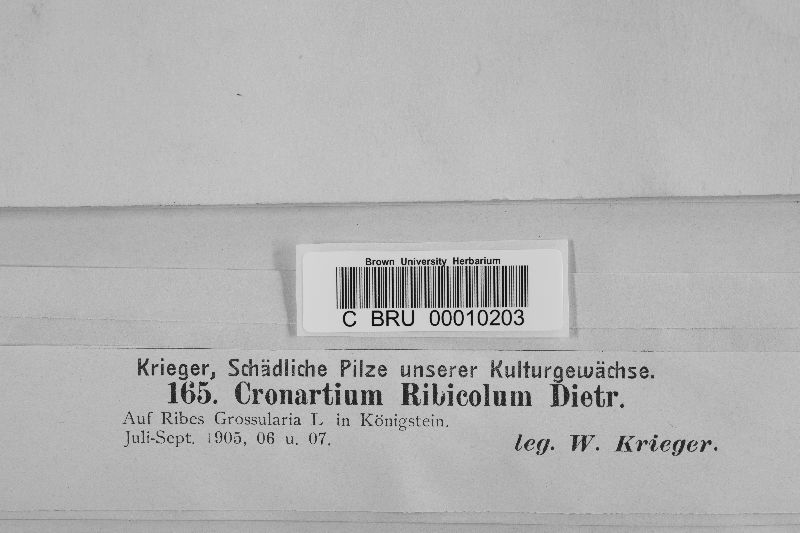 Brown University Herbarium
C BRU 00010203
Krieger, Schädliche Pilze unserer Kulturgewächse.
165. Cronartium Ribicolum Dietr.
Auf Ribes Grossularia L. in Königstein.
Juli-Sept. 1905, 06 u. 07.
leg. W. Krieger.